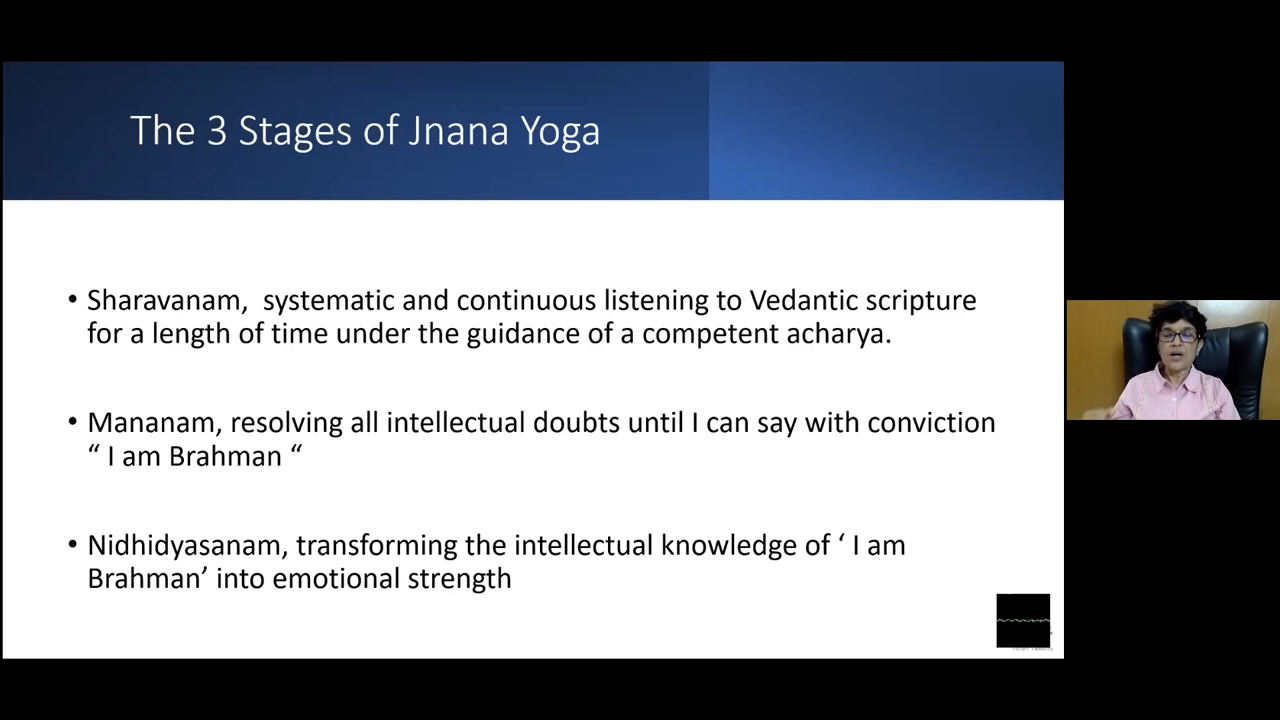 The 3 Stages of Jnana Yoga
• Sharavanam,  systematic and continuous listening to Vedantic scripture
for a length of time under the guidance of a competent acharya.
• Mananam, resolving all intellectual doubts until I can say with conviction
“ I am Brahman “
• Nidhidyasanam, transforming the intellectual knowledge of ‘ I am
Brahman’ into emotional strength